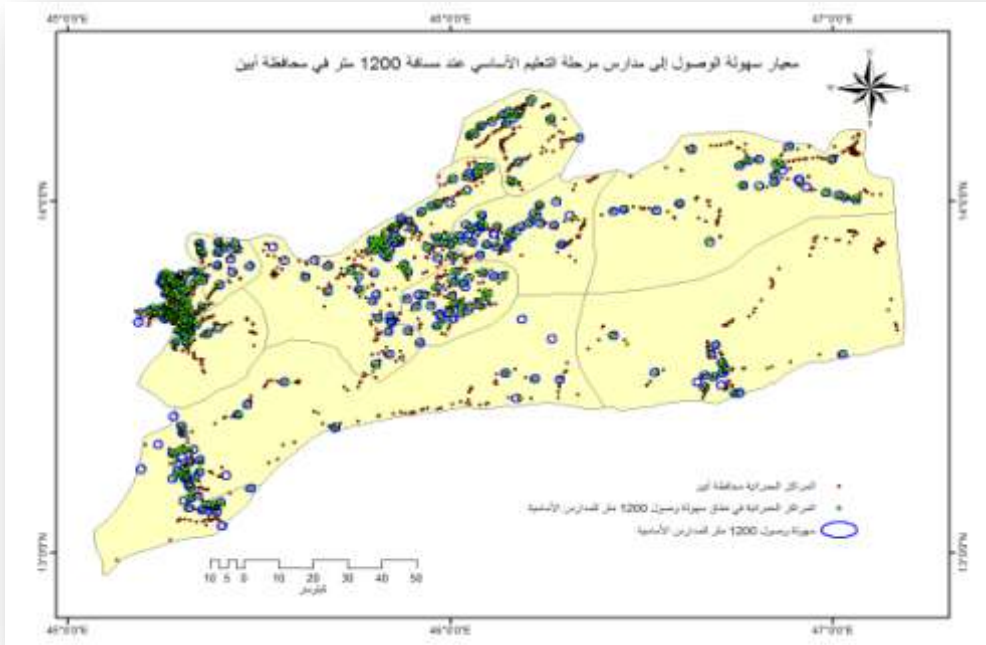 45°0'0"E 46°0'0"E 47°0'0"E
معيار سهولة الوصول إلى مدارس مرحلة التعليم الأساسي عند مسافة 1200 متر في محافظة أبين
14°0'0"N 14°0'0"N
المراكز العمرانية محافظة أبين
المراكز العمرانية في نطاق سهولة وصول 1200 متر للمدارس الأساسية
سهولة وصول 1200 متر للمدارس الأساسية
13°0'0"N 13°0'0"N
10 5 0 10 20 30 40 50
كيلومتر
45°0'0"E 46°0'0"E 47°0'0"E